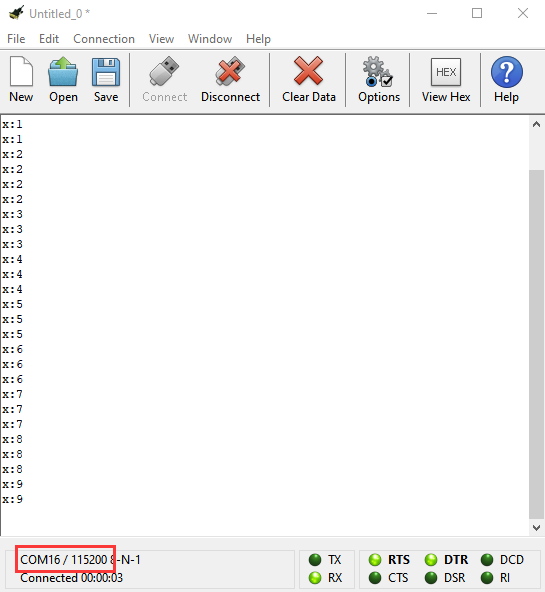 Untitled_0 *
File Edit Connection View Window Help
HEX
New Open Save Connect Disconnect Clear Data Options View Hex Help
x:1
x:1
x:2
x:2
x:2
x:2
x:3
x:3
x:3
x:4
x:4
x:4
x:5
x:5
x:5
x:6
x:6
x:6
x:7
x:7
x:7
x:8
x:8
x:8
x:9
x:9
COM16 / 115200 8-N-1
Connected 00:00:03
TX
RX
RTS DTR DCD
CTS DSR RI